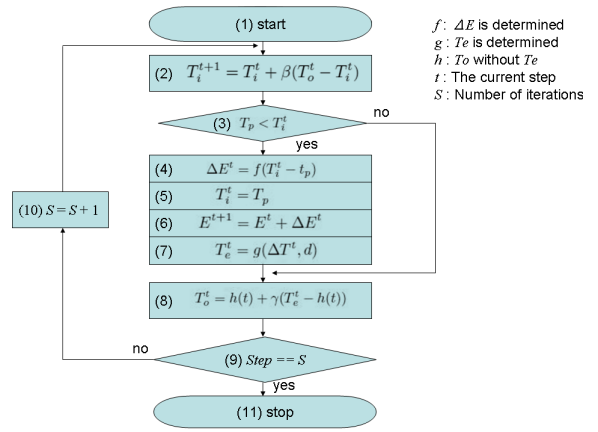 (1) start
f : ΔE is determined
g : Te is determined
h : To without Te
t : The current step
S : Number of iterations
(2) T_i^{t+1} = T_i^t + β(T_o^t − T_i^t)
(3) T_p < T_i^t
no
yes
(4) ΔE^t = f(T_i^t − t_p)
(5) T_i^t = T_p
(6) E^{t+1} = E^t + ΔE^t
(7) T_e^t = g(ΔT^t, d)
(10) S = S + 1
(8) T_o^t = h(t) + γ(T_e^t − h(t))
no
(9) Step == S
yes
(11) stop